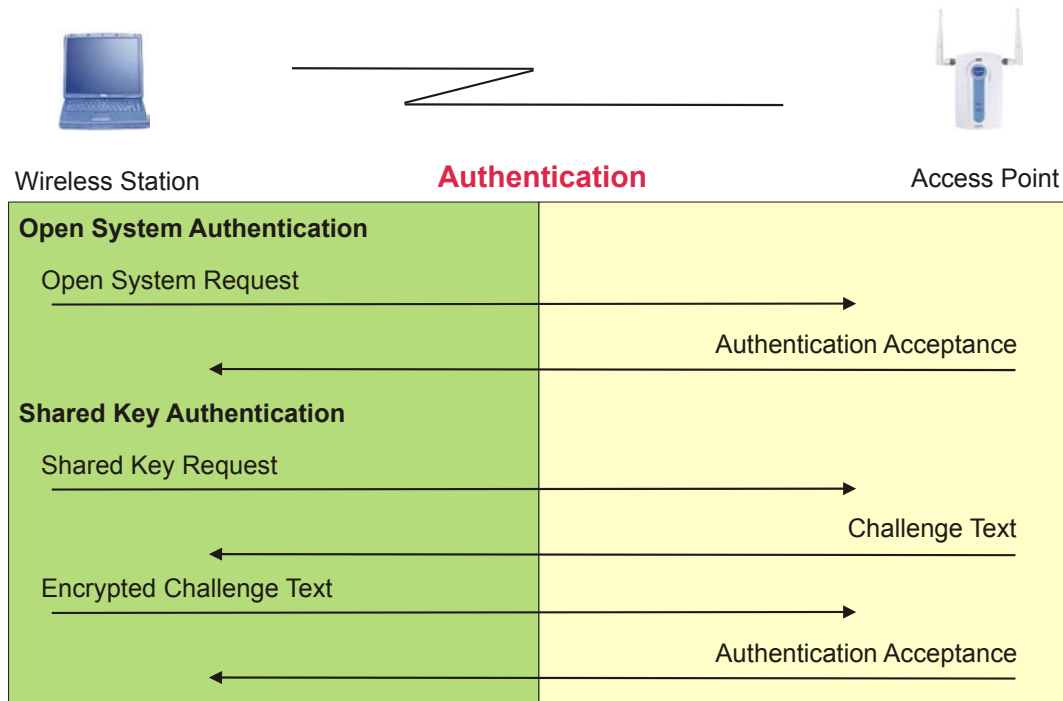 Wireless Station
Authentication
Access Point
Open System Authentication
Open System Request
Authentication Acceptance
Shared Key Authentication
Shared Key Request
Challenge Text
Encrypted Challenge Text
Authentication Acceptance